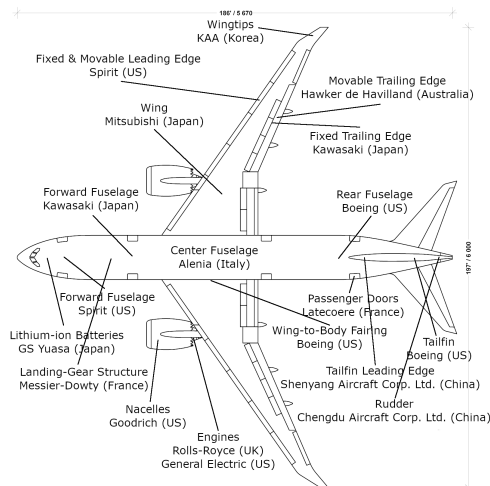 186' / 5 670
Wingtips
KAA (Korea)
Fixed & Movable Leading Edge
Spirit (US)
Movable Trailing Edge
Hawker de Havilland (Australia)
Wing
Mitsubishi (Japan)
Fixed Trailing Edge
Kawasaki (Japan)
Forward Fuselage
Kawasaki (Japan)
Rear Fuselage
Boeing (US)
Center Fuselage
Alenia (Italy)
197' / 6 000
Forward Fuselage
Spirit (US)
Passenger Doors
Latecoere (France)
Lithium-ion Batteries
GS Yuasa (Japan)
Wing-to-Body Fairing
Boeing (US)
Tailfin
Boeing (US)
Landing-Gear Structure
Messier-Dowty (France)
Tailfin Leading Edge
Shenyang Aircraft Corp. Ltd. (China)
Nacelles
Goodrich (US)
Rudder
Chengdu Aircraft Corp. Ltd. (China)
Engines
Rolls-Royce (UK)
General Electric (US)